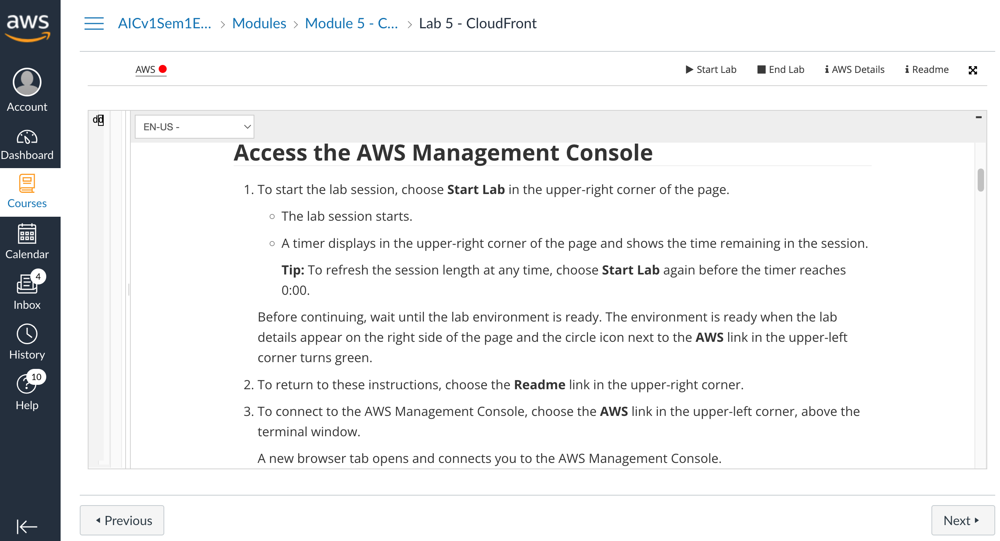 aws
AICv1Sem1E... > Modules > Module 5 - C... > Lab 5 - CloudFront
AWS
Start Lab
End Lab
AWS Details
Readme
Account
Dashboard
Courses
Calendar
4
Inbox
History
10
Help
dd
EN-US -
Access the AWS Management Console
1. To start the lab session, choose Start Lab in the upper-right corner of the page.
The lab session starts.
A timer displays in the upper-right corner of the page and shows the time remaining in the session.
Tip: To refresh the session length at any time, choose Start Lab again before the timer reaches
0:00.
Before continuing, wait until the lab environment is ready. The environment is ready when the lab
details appear on the right side of the page and the circle icon next to the AWS link in the upper-left
corner turns green.
2. To return to these instructions, choose the Readme link in the upper-right corner.
3. To connect to the AWS Management Console, choose the AWS link in the upper-left corner, above the
terminal window.
A new browser tab opens and connects you to the AWS Management Console.
Previous
Next